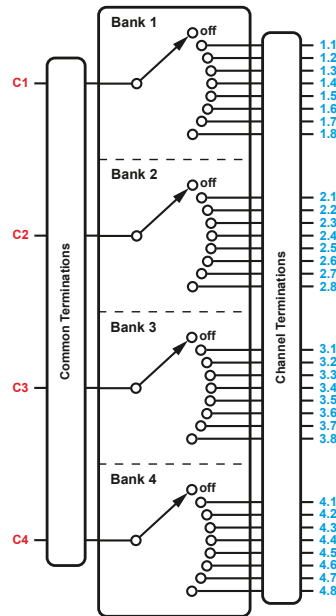 Bank 1
off
1.1
1.2
1.3
C1
1.4
1.5
1.6
1.7
1.8
Bank 2
off
2.1
2.2
2.3
C2
2.4
2.5
2.6
2.7
2.8
Common Terminations
Channel Terminations
Bank 3
off
3.1
3.2
3.3
C3
3.4
3.5
3.6
3.7
3.8
Bank 4
off
4.1
4.2
4.3
C4
4.4
4.5
4.6
4.7
4.8